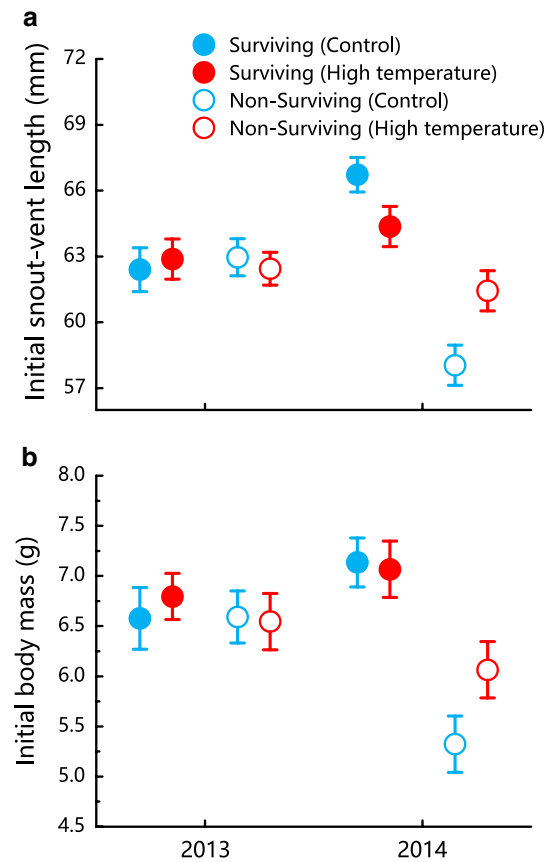 a
Surviving (Control)
Surviving (High temperature)
Non-Surviving (Control)
Non-Surviving (High temperature)
Initial snout-vent length (mm)
72
69
66
63
60
57
b
Initial body mass (g)
8.0
7.5
7.0
6.5
6.0
5.5
5.0
4.5
2013 2014